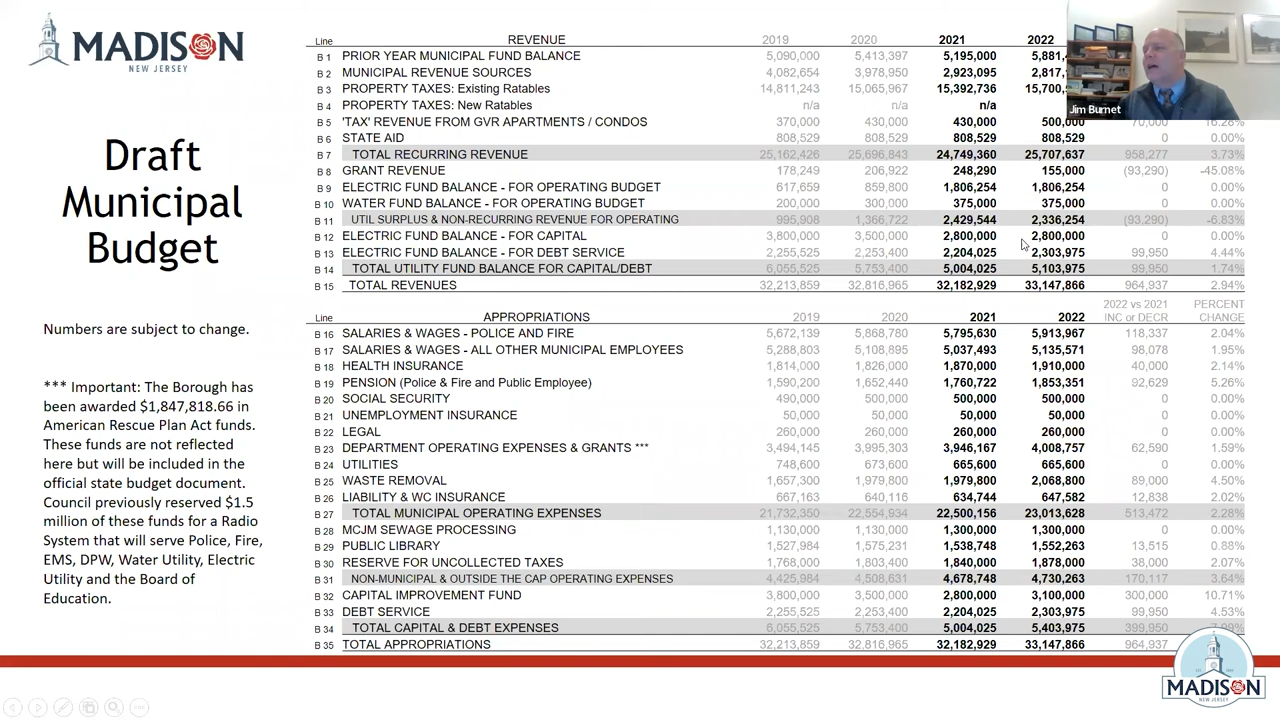 MADISON
NEW JERSEY
Draft
Municipal
Budget
Numbers are subject to change.
*** Important: The Borough has
been awarded $1,847,818.66 in
American Rescue Plan Act funds.
These funds are not reflected
here but will be included in the
official state budget document.
Council previously reserved $1.5
million of these funds for a Radio
System that will serve Police, Fire,
EMS, DPW, Water Utility, Electric
Utility and the Board of
Education.
Line REVENUE 2019 2020 2021 2022
B 1 PRIOR YEAR MUNICIPAL FUND BALANCE 5,090,000 5,413,397 5,195,000 5,881,
B 2 MUNICIPAL REVENUE SOURCES 4,082,654 3,978,950 2,923,095 2,817,
B 3 PROPERTY TAXES: Existing Ratables 14,811,243 15,065,967 15,392,736 15,700,
B 4 PROPERTY TAXES: New Ratables n/a n/a n/a
B 5 'TAX' REVENUE FROM GVR APARTMENTS / CONDOS 370,000 430,000 430,000 500,000 70,000 16.28%
B 6 STATE AID 808,529 808,529 808,529 808,529 0 0.00%
B 7 TOTAL RECURRING REVENUE 25,162,426 25,696,843 24,749,360 25,707,637 958,277 3.73%
B 8 GRANT REVENUE 178,249 206,922 248,290 155,000 (93,290) -45.08%
B 9 ELECTRIC FUND BALANCE - FOR OPERATING BUDGET 617,659 859,800 1,806,254 1,806,254 0 0.00%
B 10 WATER FUND BALANCE - FOR OPERATING BUDGET 200,000 300,000 375,000 375,000 0 0.00%
B 11 UTIL SURPLUS & NON-RECURRING REVENUE FOR OPERATING 995,908 1,366,722 2,429,544 2,336,254 (93,290) -6.83%
B 12 ELECTRIC FUND BALANCE - FOR CAPITAL 3,800,000 3,500,000 2,800,000 2,800,000 0 0.00%
B 13 ELECTRIC FUND BALANCE - FOR DEBT SERVICE 2,255,525 2,253,400 2,204,025 2,303,975 99,950 4.44%
B 14 TOTAL UTILITY FUND BALANCE FOR CAPITAL/DEBT 6,055,525 5,753,400 5,004,025 5,103,975 99,950 1.74%
B 15 TOTAL REVENUES 32,213,859 32,816,965 32,182,929 33,147,866 964,937 2.94%
2022 vs 2021 PERCENT
Line APPROPRIATIONS 2019 2020 2021 2022 INC or DECR CHANGE
B 16 SALARIES & WAGES - POLICE AND FIRE 5,672,139 5,868,780 5,795,630 5,913,967 118,337 2.04%
B 17 SALARIES & WAGES - ALL OTHER MUNICIPAL EMPLOYEES 5,288,803 5,108,895 5,037,493 5,135,571 98,078 1.95%
B 18 HEALTH INSURANCE 1,814,000 1,826,000 1,870,000 1,910,000 40,000 2.14%
B 19 PENSION (Police & Fire and Public Employee) 1,590,200 1,652,440 1,760,722 1,853,351 92,629 5.26%
B 20 SOCIAL SECURITY 490,000 500,000 500,000 500,000 0 0.00%
B 21 UNEMPLOYMENT INSURANCE 50,000 50,000 50,000 50,000 0 0.00%
B 22 LEGAL 260,000 260,000 260,000 260,000 0 0.00%
B 23 DEPARTMENT OPERATING EXPENSES & GRANTS *** 3,494,145 3,995,303 3,946,167 4,008,757 62,590 1.59%
B 24 UTILITIES 748,600 673,600 665,600 665,600 0 0.00%
B 25 WASTE REMOVAL 1,657,300 1,979,800 1,979,800 2,068,800 89,000 4.50%
B 26 LIABILITY & WC INSURANCE 667,163 640,116 634,744 647,582 12,838 2.02%
B 27 TOTAL MUNICIPAL OPERATING EXPENSES 21,732,350 22,554,934 22,500,156 23,013,628 513,472 2.28%
B 28 MCJM SEWAGE PROCESSING 1,130,000 1,130,000 1,300,000 1,300,000 0 0.00%
B 29 PUBLIC LIBRARY 1,527,984 1,575,231 1,538,748 1,552,263 13,515 0.88%
B 30 RESERVE FOR UNCOLLECTED TAXES 1,768,000 1,803,400 1,840,000 1,878,000 38,000 2.07%
B 31 NON-MUNICIPAL & OUTSIDE THE CAP OPERATING EXPENSES 4,425,984 4,508,631 4,678,748 4,730,263 170,117 3.64%
B 32 CAPITAL IMPROVEMENT FUND 3,800,000 3,500,000 2,800,000 3,100,000 300,000 10.71%
B 33 DEBT SERVICE 2,255,525 2,253,400 2,204,025 2,303,975 99,950 4.53%
B 34 TOTAL CAPITAL & DEBT EXPENSES 6,055,525 5,753,400 5,004,025 5,403,975 399,950
B 35 TOTAL APPROPRIATIONS 32,213,859 32,816,965 32,182,929 33,147,866 964,937
Jim Burnet
MADISON
NEW JERSEY